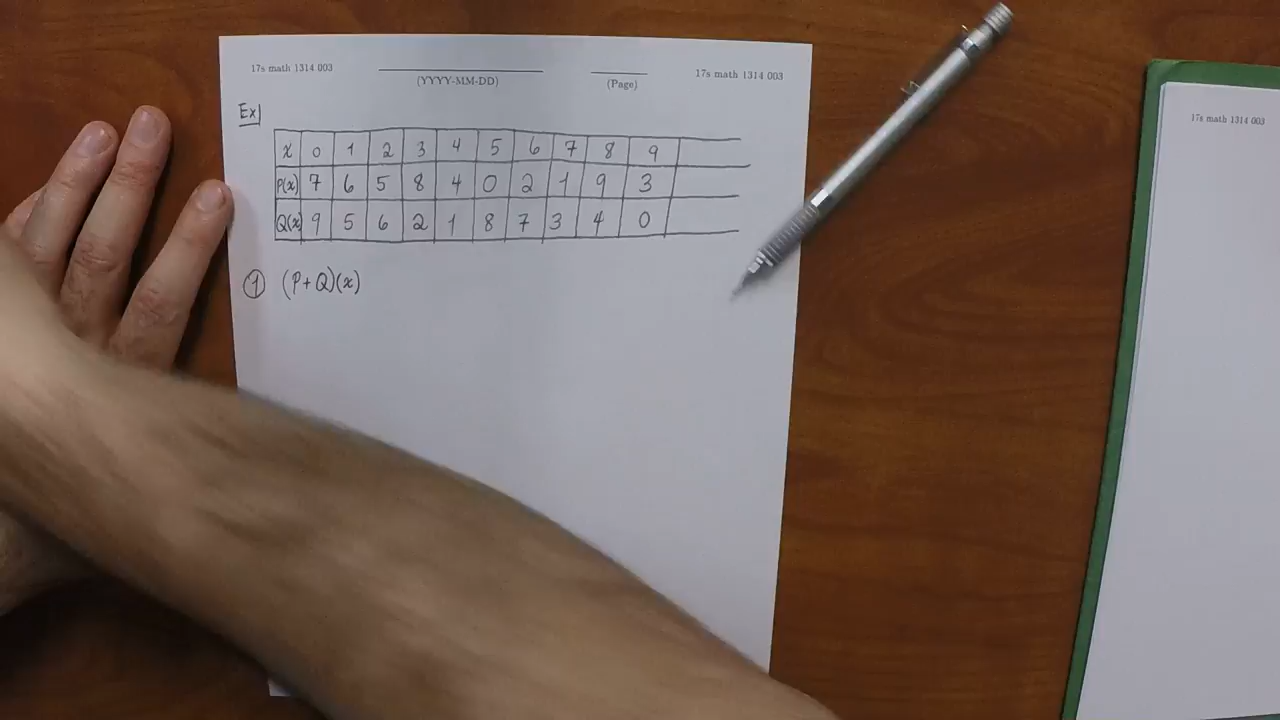 17s math 1314 003
(YYYY-MM-DD)
(Page)
17s math 1314 003
Ex)
x 0 1 2 3 4 5 6 7 8 9
P(x) 7 6 5 8 4 0 2 1 9 3
Q(x) 9 5 6 2 1 8 7 3 4 0
① (P+Q)(x)
17s math 1314 003